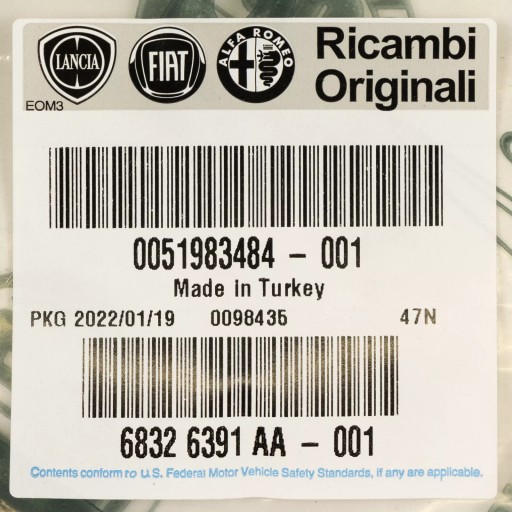 LANCIA FIAT ALFA ROMEO Ricambi
Originali
EOM3
0051983484 - 001
Made in Turkey
PKG 2022/01/19 0098435 47N
6832 6391 AA - 001
Contents conform to U.S. Federal Motor Vehicle Safety Standards, if any are applicable.